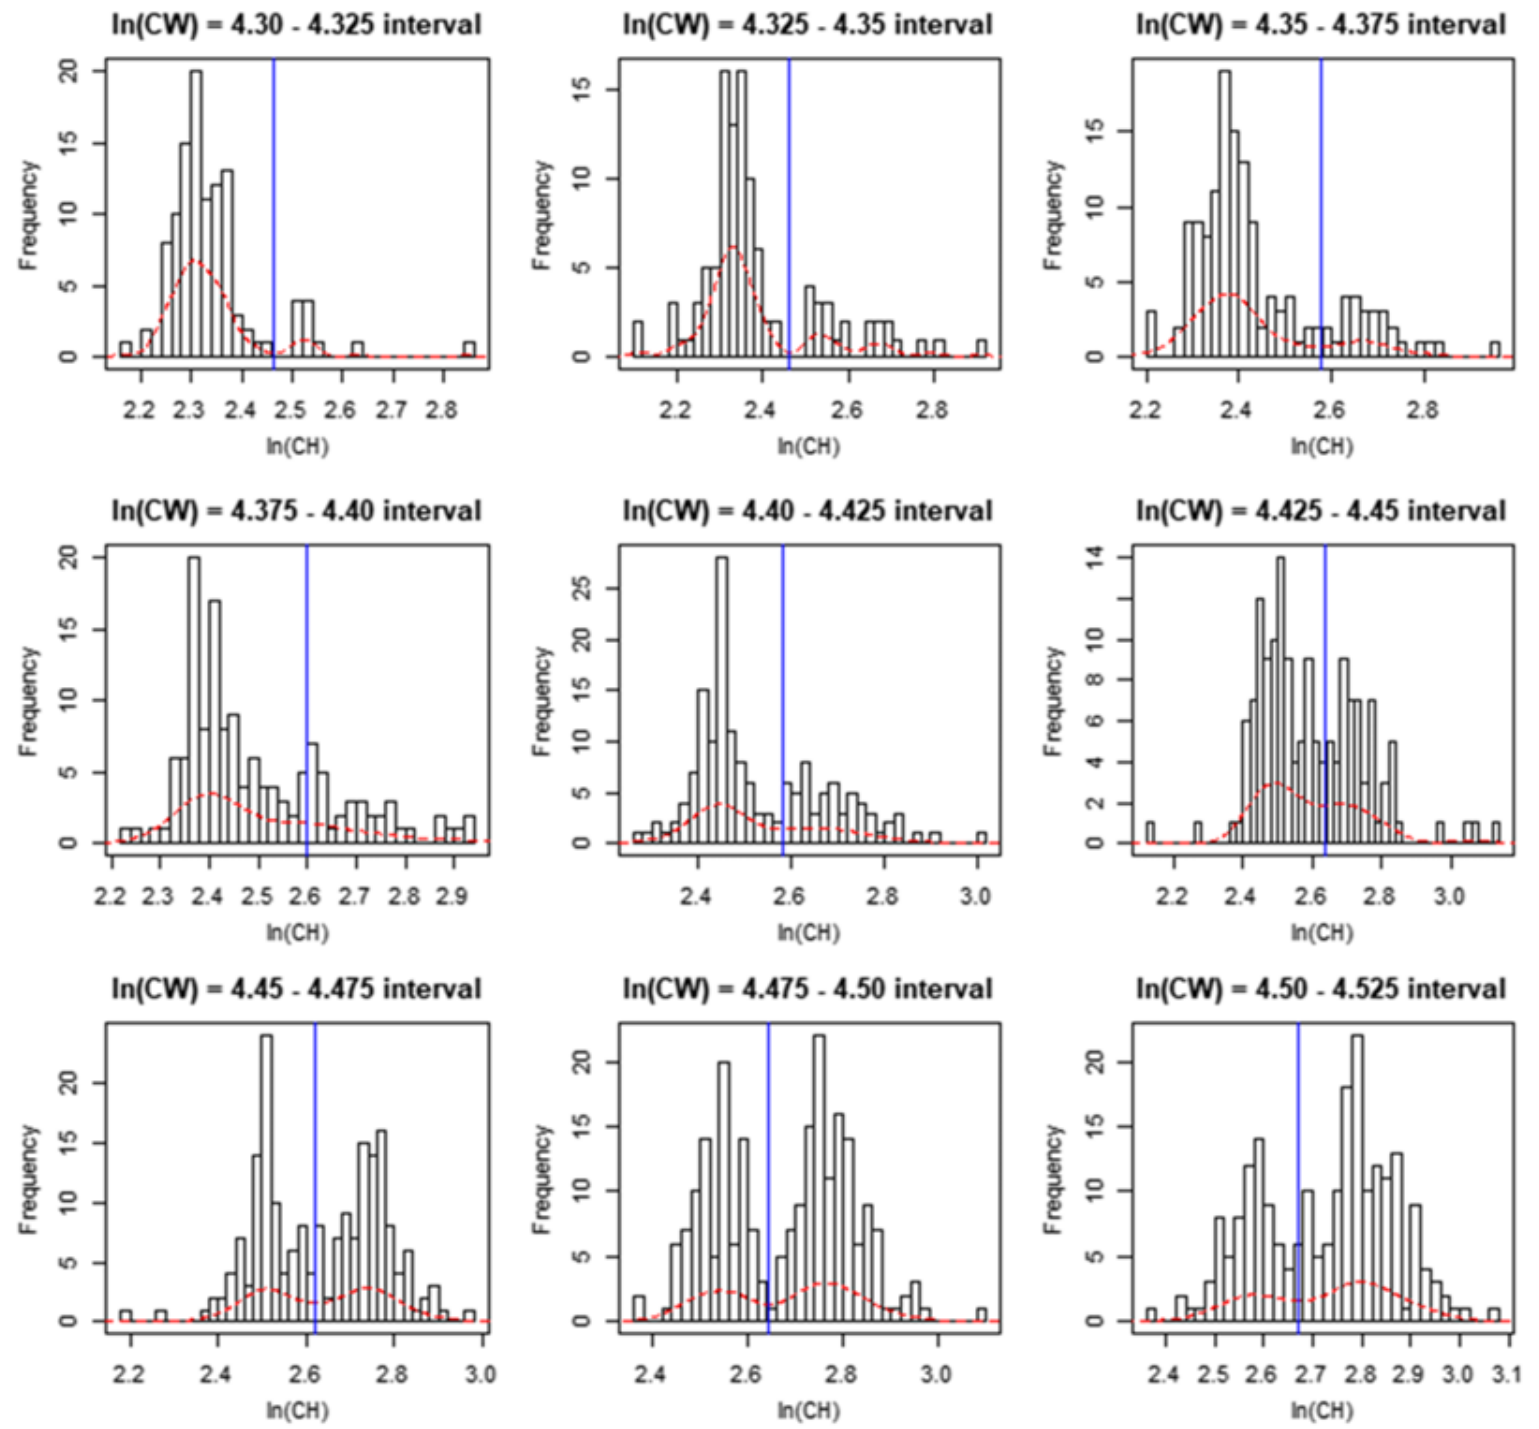 ln(CW) = 4.30 - 4.325 interval
Frequency
0 5 10 15 20
2.2 2.3 2.4 2.5 2.6 2.7 2.8
ln(CH)
ln(CW) = 4.325 - 4.35 interval
Frequency
0 5 10 15
2.2 2.4 2.6 2.8
ln(CH)
ln(CW) = 4.35 - 4.375 interval
Frequency
0 5 10 15
2.2 2.4 2.6 2.8
ln(CH)
ln(CW) = 4.375 - 4.40 interval
Frequency
0 5 10 15 20
2.2 2.3 2.4 2.5 2.6 2.7 2.8 2.9
ln(CH)
ln(CW) = 4.40 - 4.425 interval
Frequency
0 5 10 15 20 25
2.4 2.6 2.8 3.0
ln(CH)
ln(CW) = 4.425 - 4.45 interval
Frequency
0 2 4 6 8 10 14
2.2 2.4 2.6 2.8 3.0
ln(CH)
ln(CW) = 4.45 - 4.475 interval
Frequency
0 5 10 15 20
2.2 2.4 2.6 2.8 3.0
ln(CH)
ln(CW) = 4.475 - 4.50 interval
Frequency
0 5 10 15 20
2.4 2.6 2.8 3.0
ln(CH)
ln(CW) = 4.50 - 4.525 interval
Frequency
0 5 10 15 20
2.4 2.5 2.6 2.7 2.8 2.9 3.0 3.1
ln(CH)